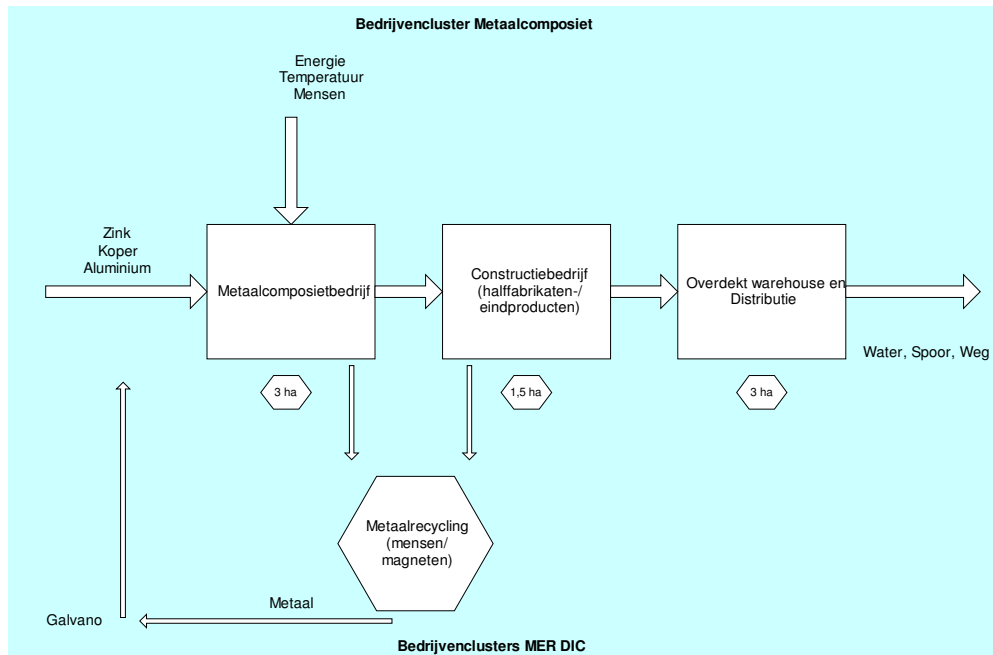 Bedrijvencluster Metaalcomposiet
Energie
Temperatuur
Mensen
Zink
Koper
Aluminium
Metaalcomposietbedrijf
Constructiebedrijf
(halffabrikaten-/
eindproducten)
Overdekt warehouse en
Distributie
Water, Spoor, Weg
3 ha
1,5 ha
3 ha
Metaalrecycling
(mensen/
magneten)
Metaal
Galvano
Bedrijvenclusters MER DIC